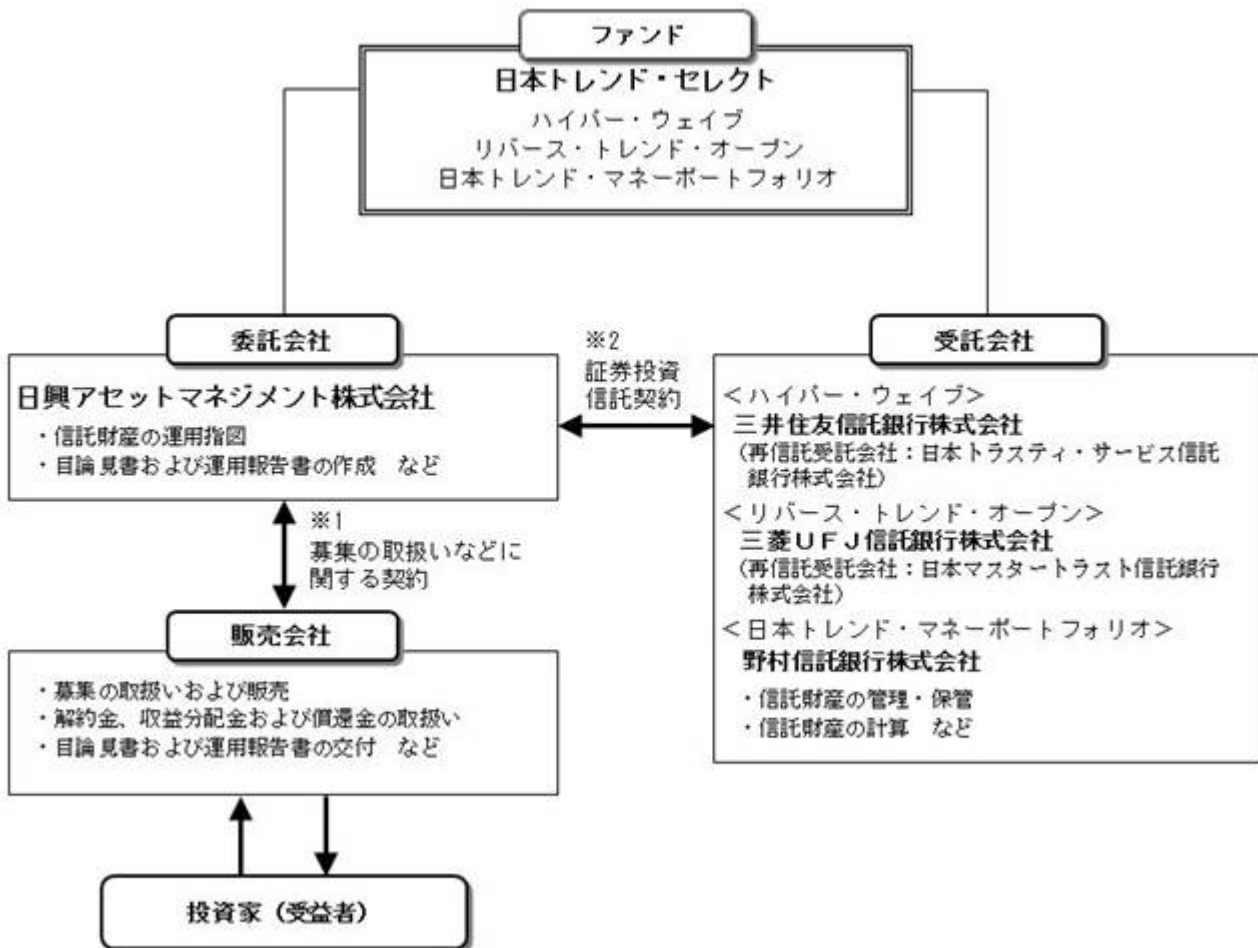 ファンド
日本トレンド・セレクト
ハイパー・ウェイブ
リバース・トレンド・オープン
日本トレンド・マネーポートフォリオ
委託会社
日興アセットマネジメント株式会社
・信託財産の運用指図
・目論見書および運用報告書の作成　など
※2
証券投資
信託契約
受託会社
＜ハイパー・ウェイブ＞
三井住友信託銀行株式会社
（再信託受託会社：日本トラスティ・サービス信託
銀行株式会社）
＜リバース・トレンド・オープン＞
三菱ＵＦＪ信託銀行株式会社
（再信託受託会社：日本マスタートラスト信託銀行
株式会社）
＜日本トレンド・マネーポートフォリオ＞
野村信託銀行株式会社
・信託財産の管理・保管
・信託財産の計算　など
※1
募集の取扱いなどに
関する契約
販売会社
・募集の取扱いおよび販売
・解約金、収益分配金および償還金の取扱い
・目論見書および運用報告書の交付　など
投資家（受益者）